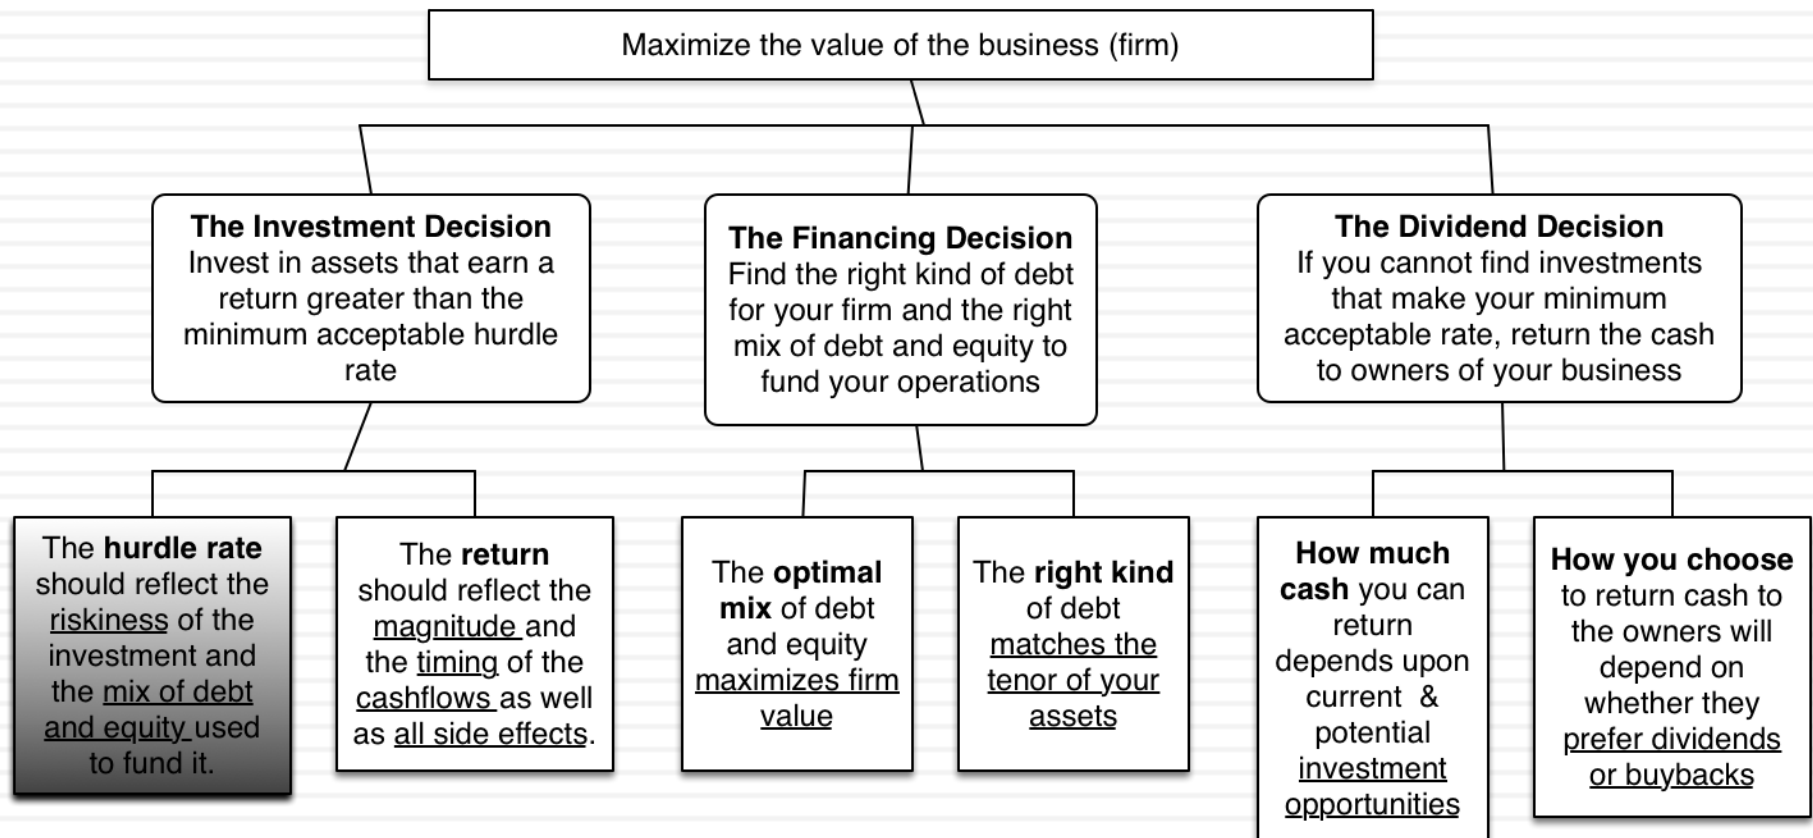 Maximize the value of the business (firm)
The Investment Decision
Invest in assets that earn a
return greater than the
minimum acceptable hurdle
rate
The Financing Decision
Find the right kind of debt
for your firm and the right
mix of debt and equity to
fund your operations
The Dividend Decision
If you cannot find investments
that make your minimum
acceptable rate, return the cash
to owners of your business
The hurdle rate
should reflect the
riskiness of the
investment and
the mix of debt
and equity used
to fund it.
The return
should reflect the
magnitude and
the timing of the
cashflows as well
as all side effects.
The optimal
mix of debt
and equity
maximizes firm
value
The right kind
of debt
matches the
tenor of your
assets
How much
cash you can
return
depends upon
current &
potential
investment
opportunities
How you choose
to return cash to
the owners will
depend on
whether they
prefer dividends
or buybacks